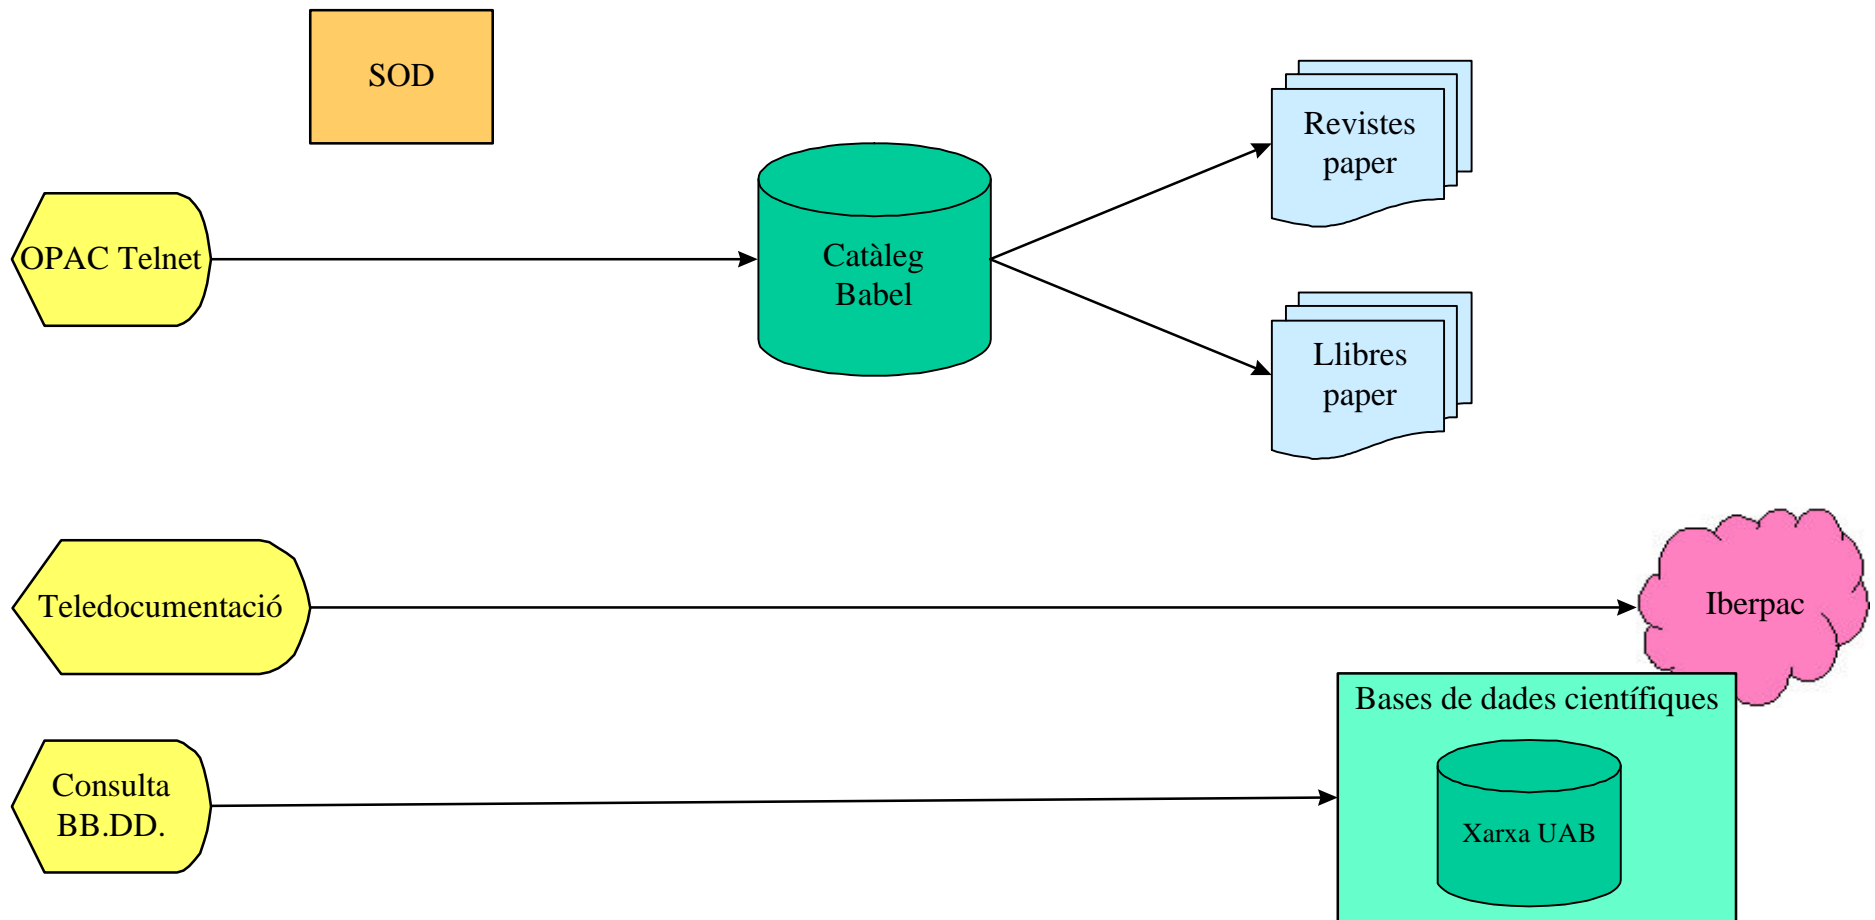 SOD
Revistes
paper
OPAC Telnet
Catàleg
Babel
Llibres
paper
Teledocumentació
Iberpac
Bases de dades científiques
Consulta
BB.DD.
Xarxa UAB